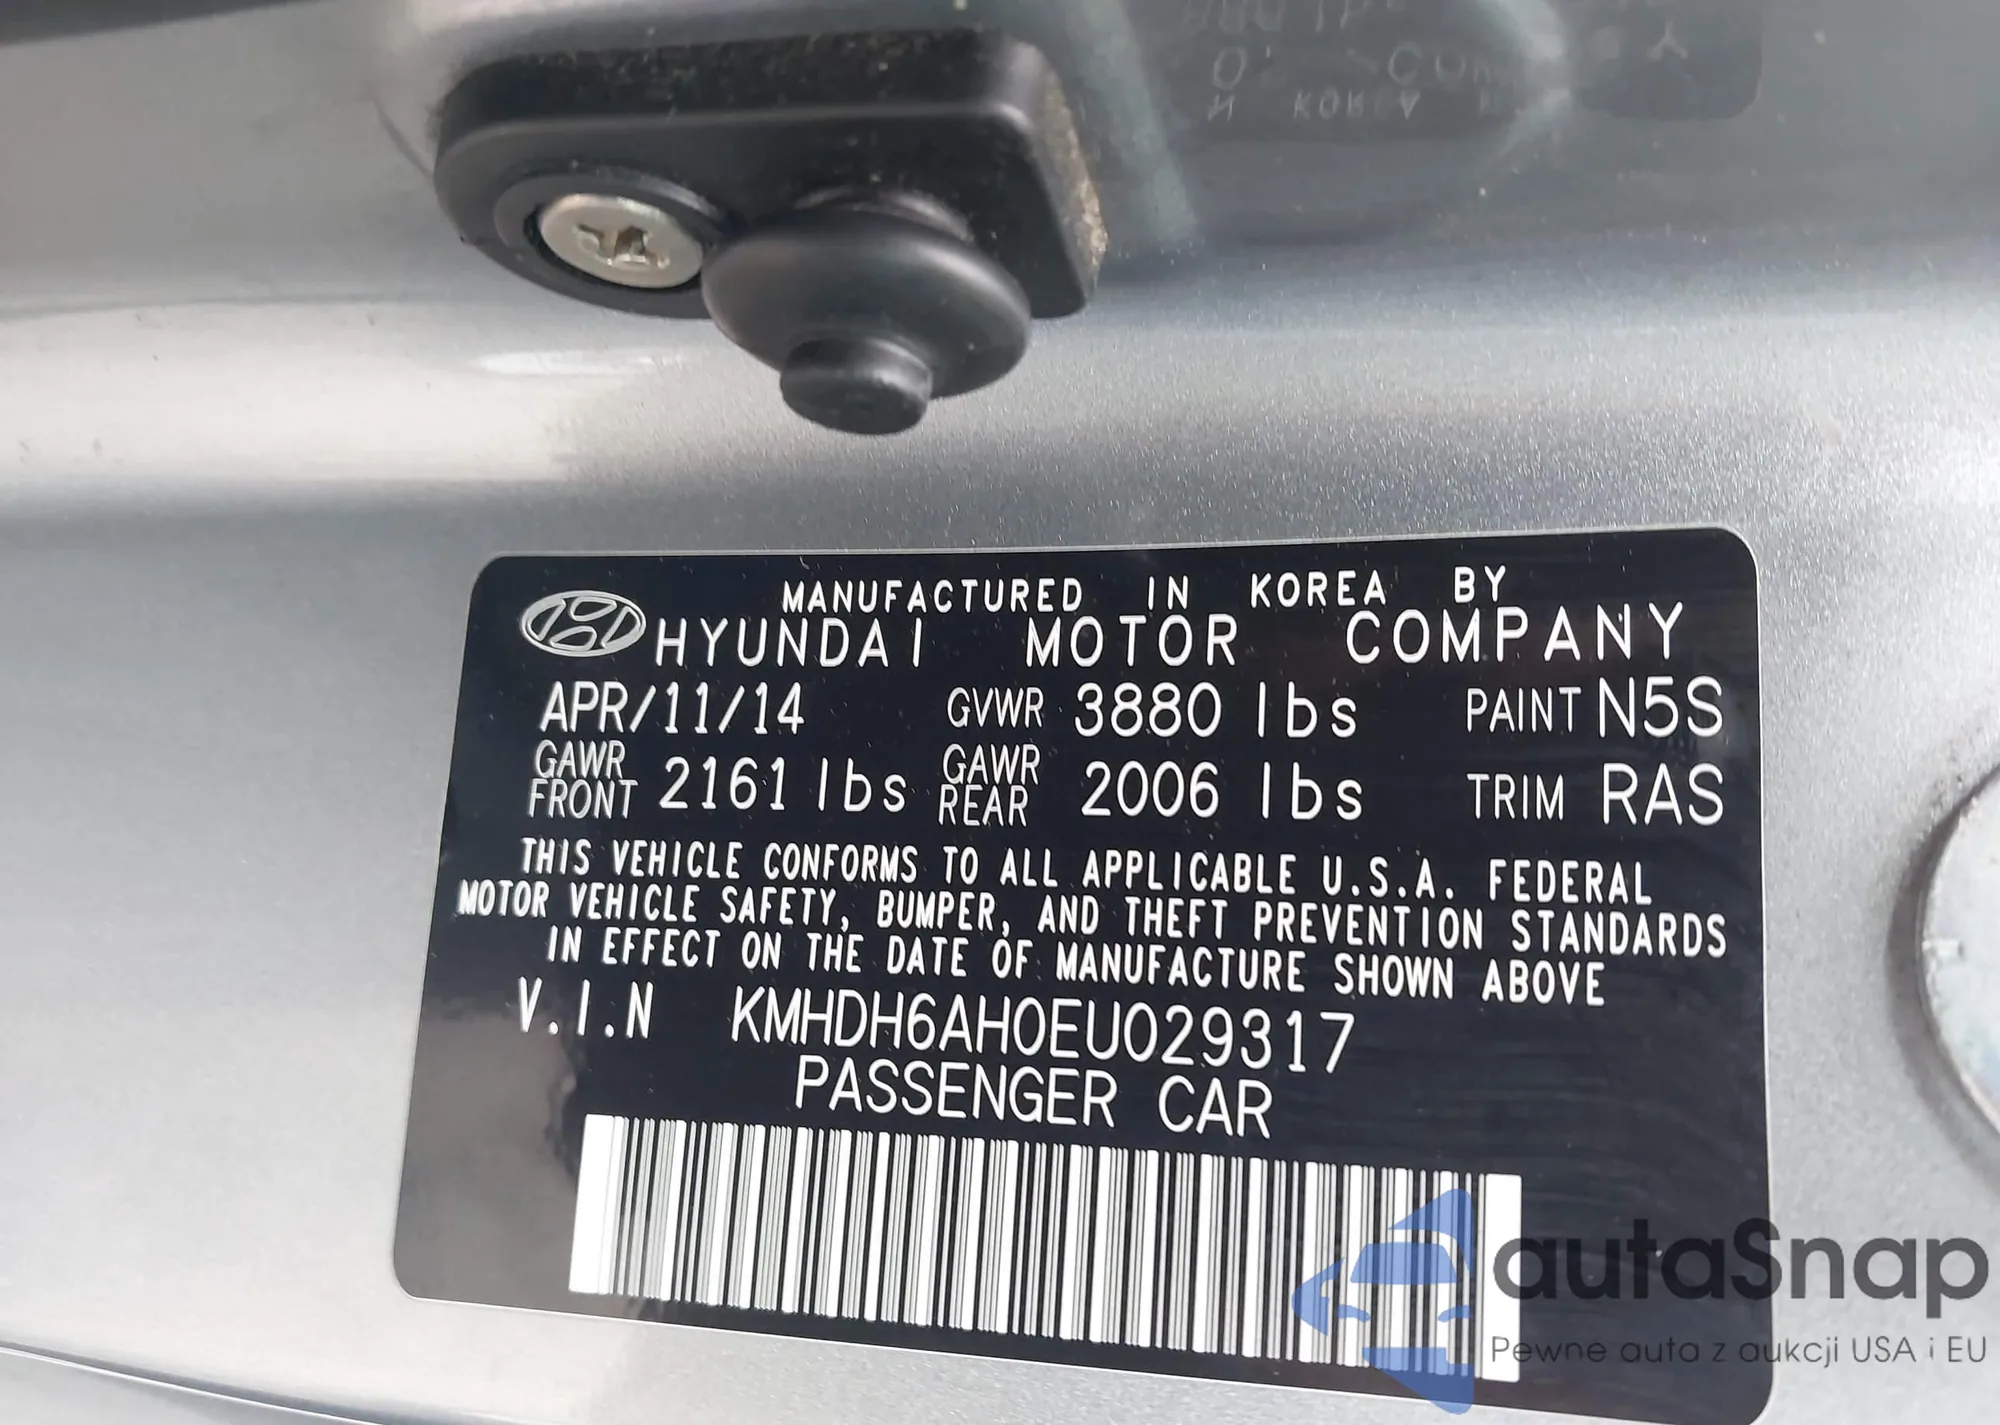 MANUFACTURED IN KOREA BY
HYUNDAI MOTOR COMPANY
APR/11/14 GVWR 3880 lbs PAINT N5S
GAWR FRONT 2161 lbs GAWR REAR 2006 lbs TRIM RAS
THIS VEHICLE CONFORMS TO ALL APPLICABLE U.S.A. FEDERAL
MOTOR VEHICLE SAFETY, BUMPER, AND THEFT PREVENTION STANDARDS
IN EFFECT ON THE DATE OF MANUFACTURE SHOWN ABOVE
V.I.N KMHDH6AH0EU029317
PASSENGER CAR
autaSnap
Pewne auta z aukcji USA i EU